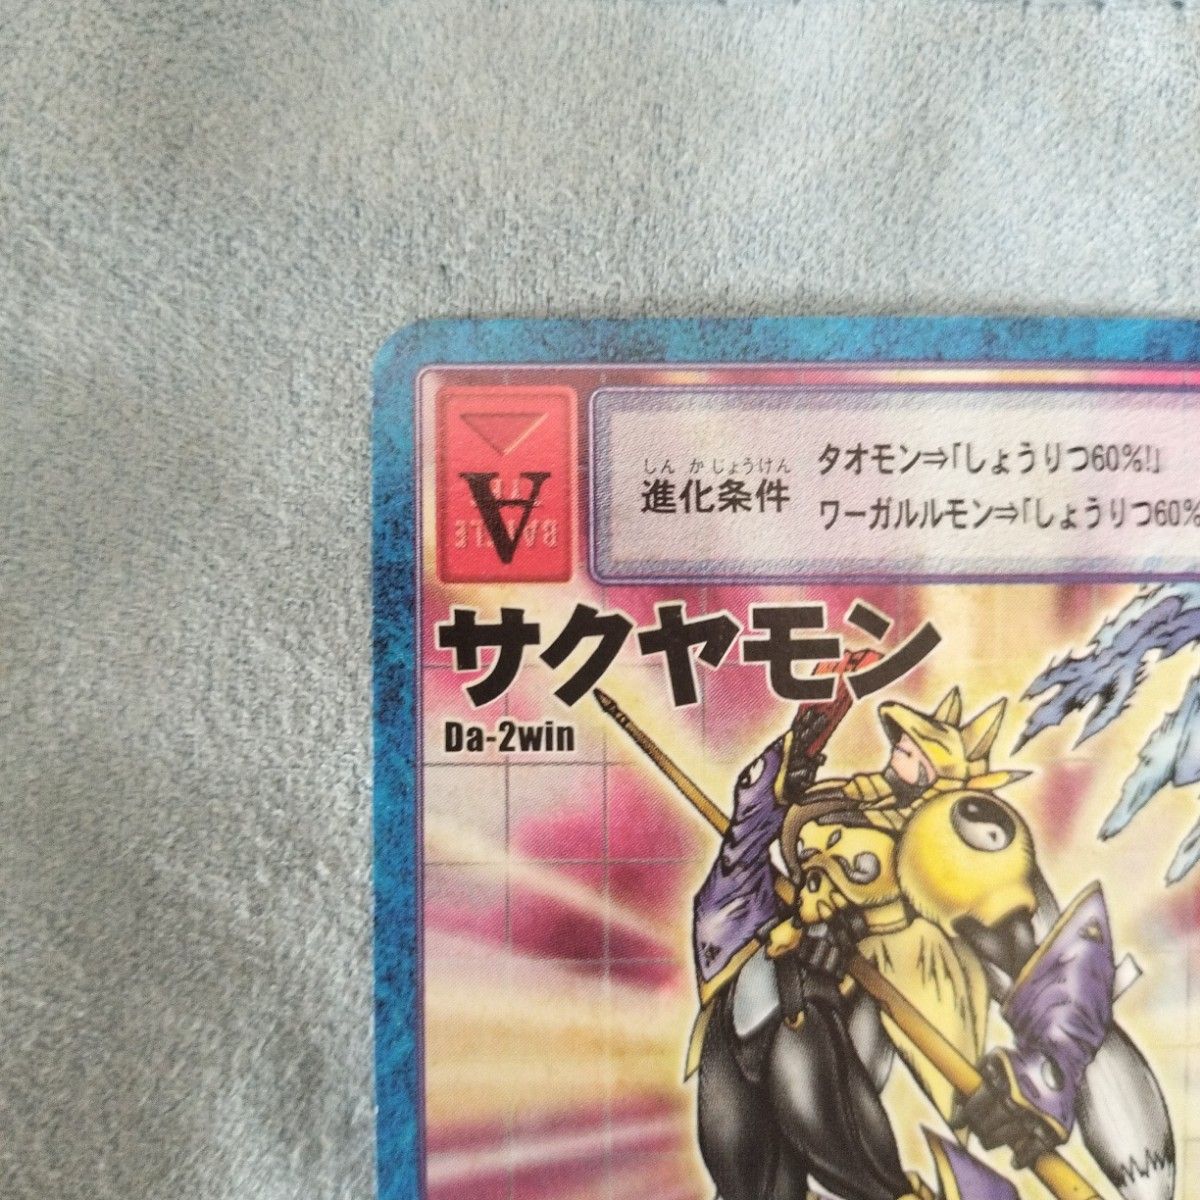 A
BATTLE
しんかじょうけん
進化条件
タオモン⇒「しょうりつ60%!」
ワーガルルモン⇒「しょうりつ60%
サクヤモン
Da-2win